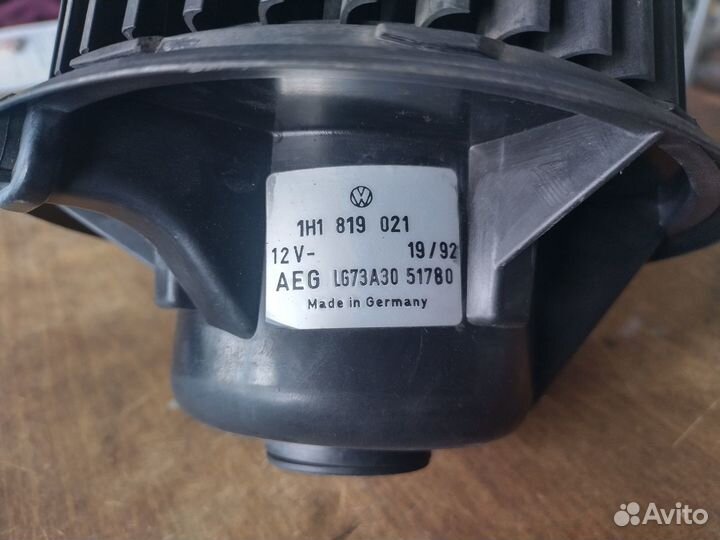 1H1 819 021
12V- 19/92
AEG LG73A30 51780
Made in Germany
Avito